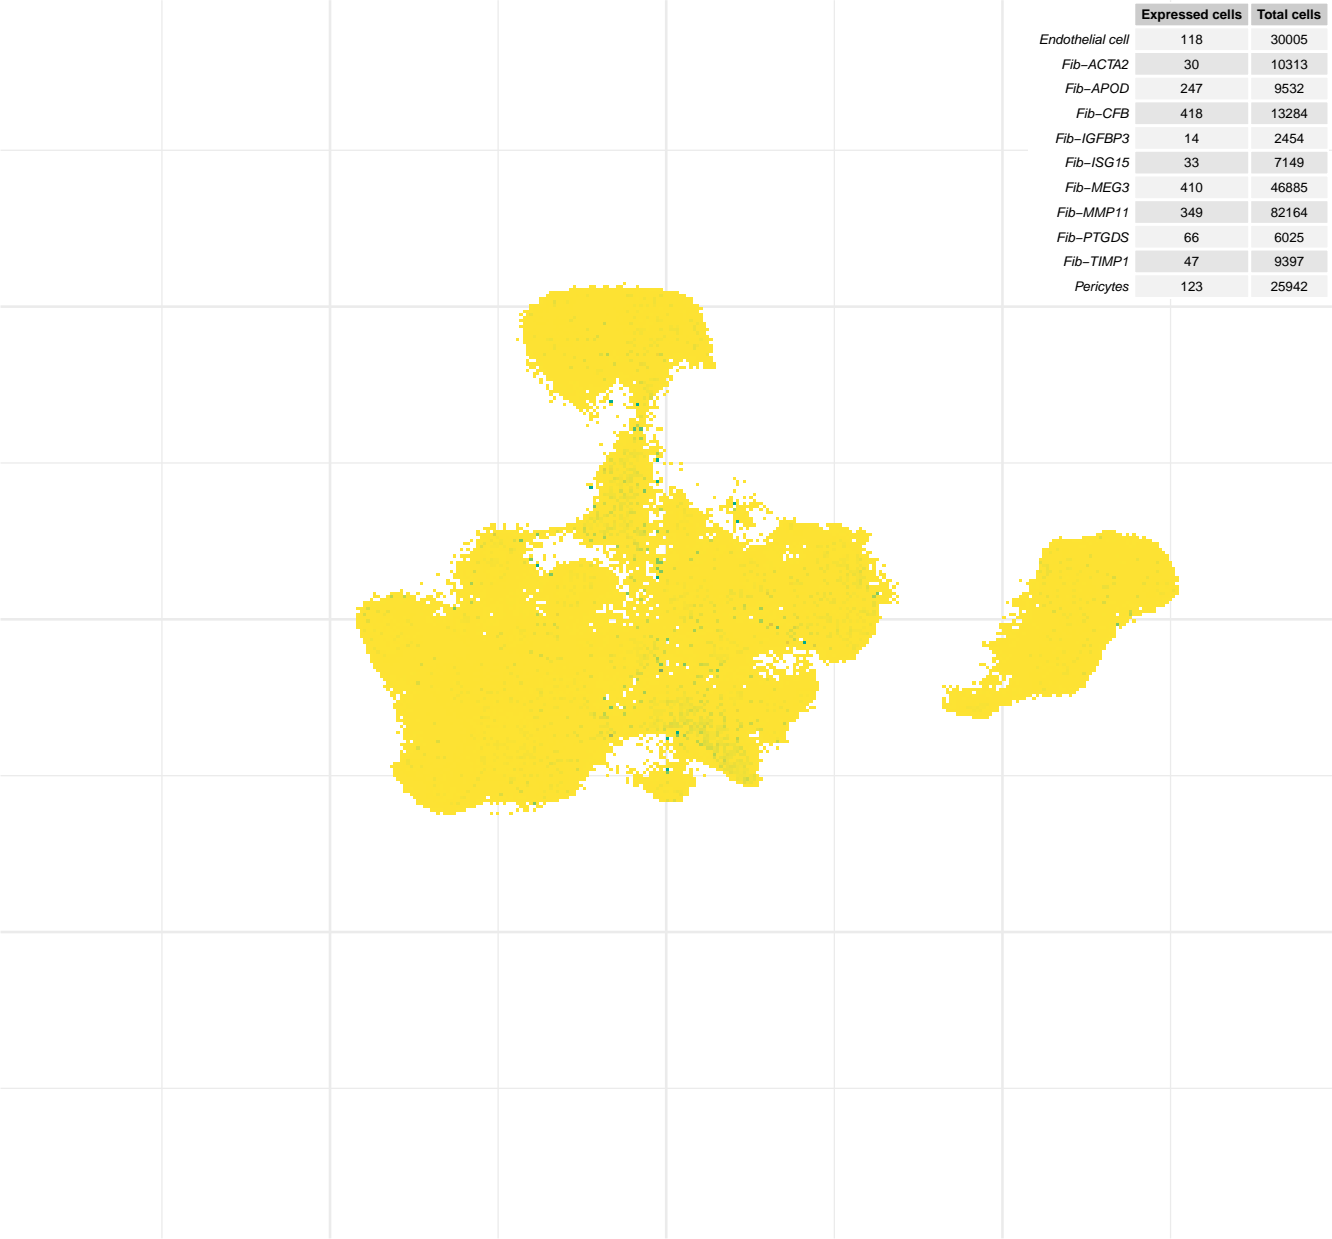 Expressed cells Total cells
Endothelial cell 118 30005
Fib−ACTA2 30 10313
Fib−APOD 247 9532
Fib−CFB 418 13284
Fib−IGFBP3 14 2454
Fib−ISG15 33 7149
Fib−MEG3 410 46885
Fib−MMP11 349 82164
Fib−PTGDS 66 6025
Fib−TIMP1 47 9397
Pericytes 123 25942